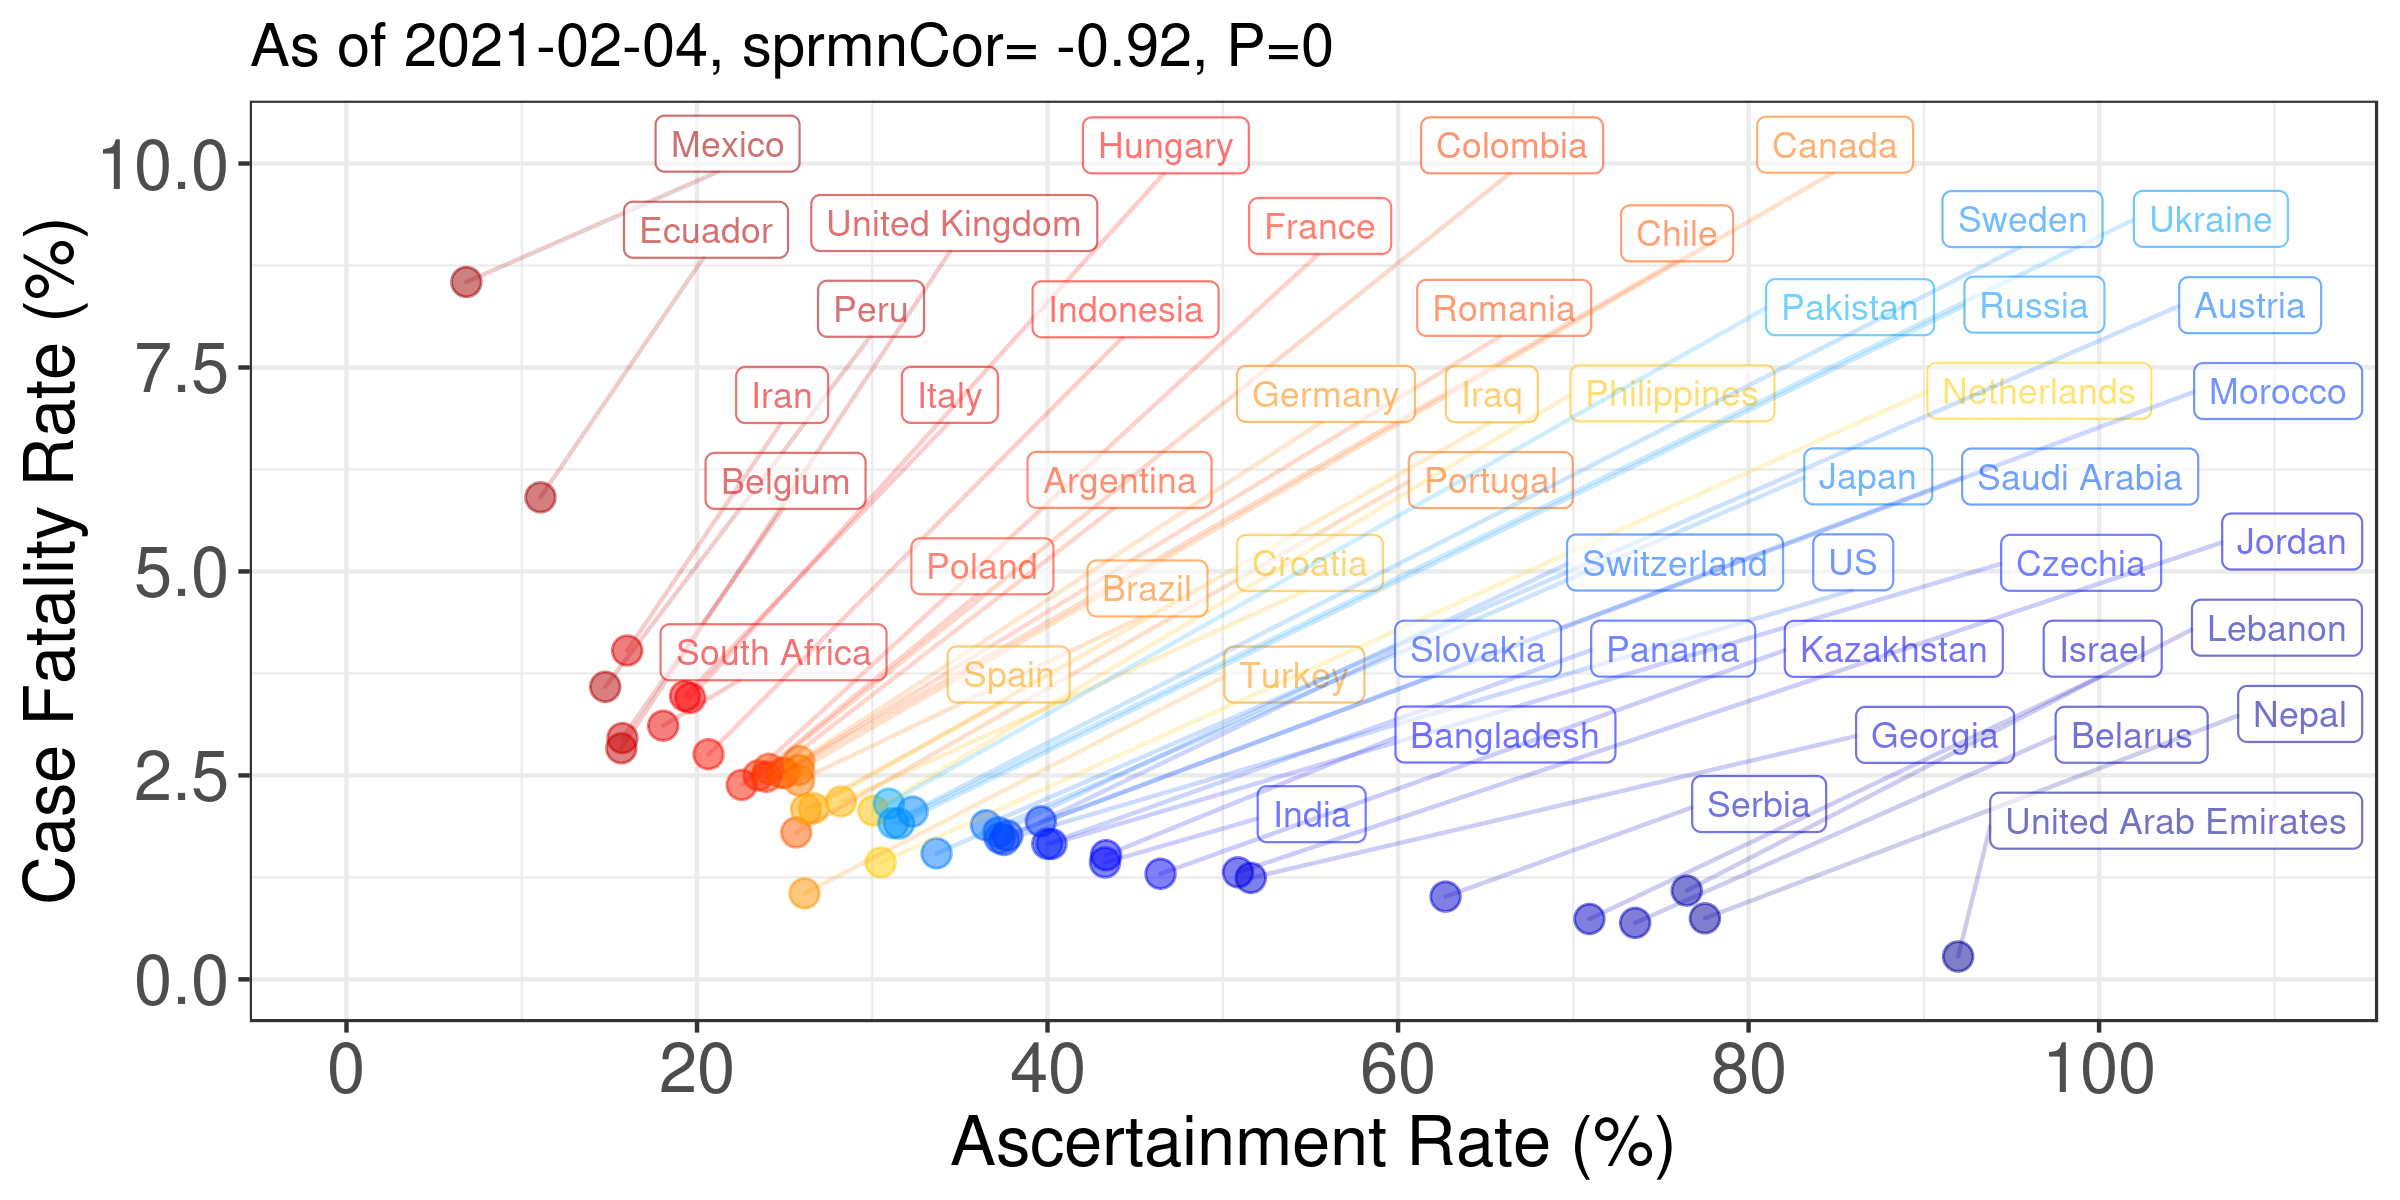 As of 2021-02-04, sprmnCor= -0.92, P=0
Case Fatality Rate (%)
10.0
7.5
5.0
2.5
0.0
Mexico
Hungary
Colombia
Canada
Ecuador
United Kingdom
France
Chile
Sweden
Ukraine
Peru
Indonesia
Romania
Pakistan
Russia
Austria
Iran
Italy
Germany
Iraq
Philippines
Netherlands
Morocco
Belgium
Argentina
Portugal
Japan
Saudi Arabia
Poland
Brazil
Croatia
Switzerland
US
Czechia
Jordan
South Africa
Spain
Turkey
Slovakia
Panama
Kazakhstan
Israel
Lebanon
Bangladesh
Georgia
Belarus
Nepal
India
Serbia
United Arab Emirates
0
20
40
60
80
100
Ascertainment Rate (%)